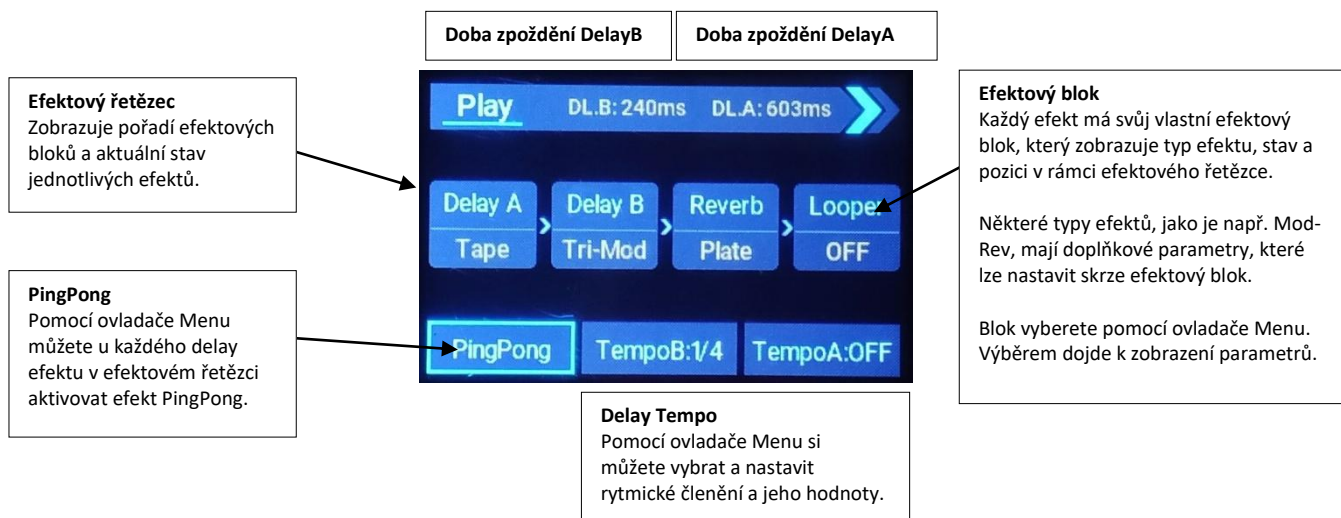 Doba zpoždění DelayB
Doba zpoždění DelayA
Efektový řetězec
Zobrazuje pořadí efektových
bloků a aktuální stav
jednotlivých efektů.
PingPong
Pomocí ovladače Menu
můžete u každého delay
efektu v efektovém řetězci
aktivovat efekt PingPong.
Play DL.B: 240ms DL.A: 603ms
Delay A Delay B Reverb Looper
Tape Tri-Mod Plate OFF
PingPong TempoB:1/4 TempoA:OFF
Efektový blok
Každý efekt má svůj vlastní efektový
blok, který zobrazuje typ efektu, stav a
pozici v rámci efektového řetězce.
Některé typy efektů, jako je např. Mod-
Rev, mají doplňkové parametry, které
lze nastavit skrze efektový blok.
Blok vyberete pomocí ovladače Menu.
Výběrem dojde k zobrazení parametrů.
Delay Tempo
Pomocí ovladače Menu si
můžete vybrat a nastavit
rytmické členění a jeho hodnoty.